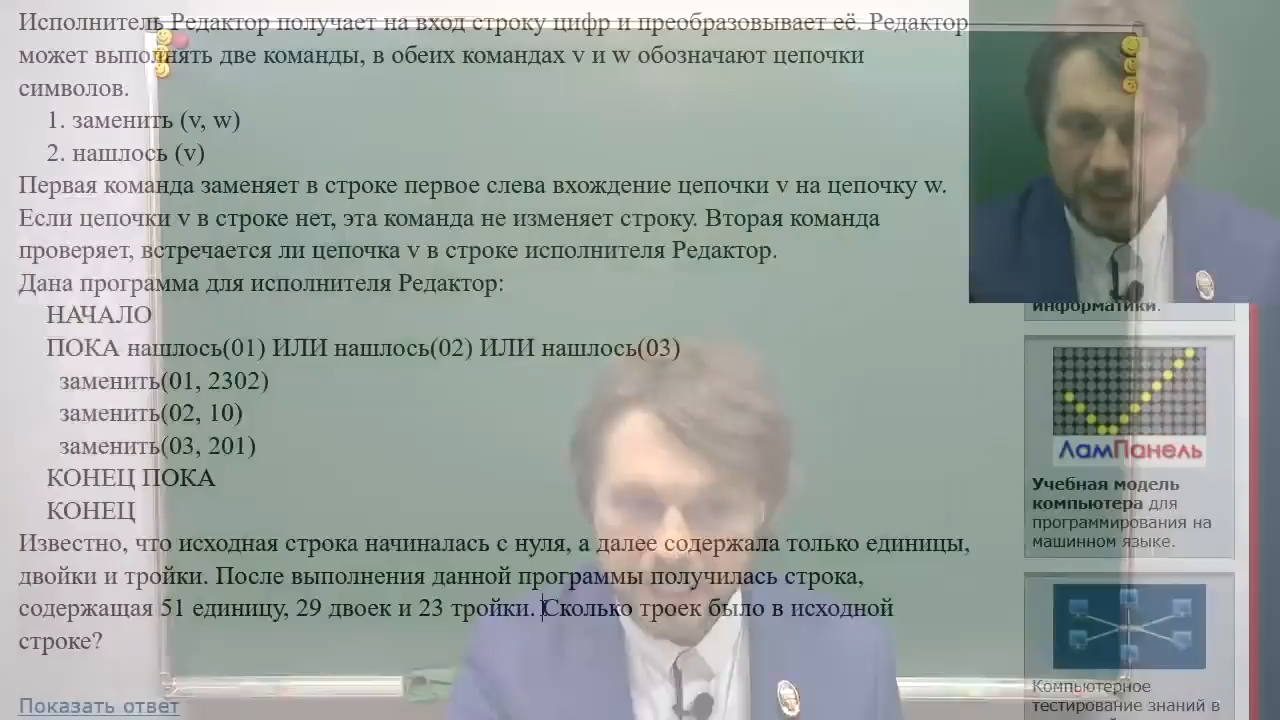 Исполнитель Редактор получает на вход строку цифр и преобразовывает её. Редактор
может выполнять две команды, в обеих командах v и w обозначают цепочки
символов.
1. заменить (v, w)
2. нашлось (v)
Первая команда заменяет в строке первое слева вхождение цепочки v на цепочку w.
Если цепочки v в строке нет, эта команда не изменяет строку. Вторая команда
проверяет, встречается ли цепочка v в строке исполнителя Редактор.
Дана программа для исполнителя Редактор:
НАЧАЛО
ПОКА нашлось(01) ИЛИ нашлось(02) ИЛИ нашлось(03)
заменить(01, 2302)
заменить(02, 10)
заменить(03, 201)
КОНЕЦ ПОКА
КОНЕЦ
Известно, что исходная строка начиналась с нуля, а далее содержала только единицы,
двойки и тройки. После выполнения данной программы получилась строка,
содержащая 51 единицу, 29 двоек и 23 тройки. Сколько троек было в исходной
строке?
Показать ответ
информатики.
ЛамПанель
Учебная модель
компьютера для
программирования на
машинном языке.
Компьютерное
тестирование знаний в